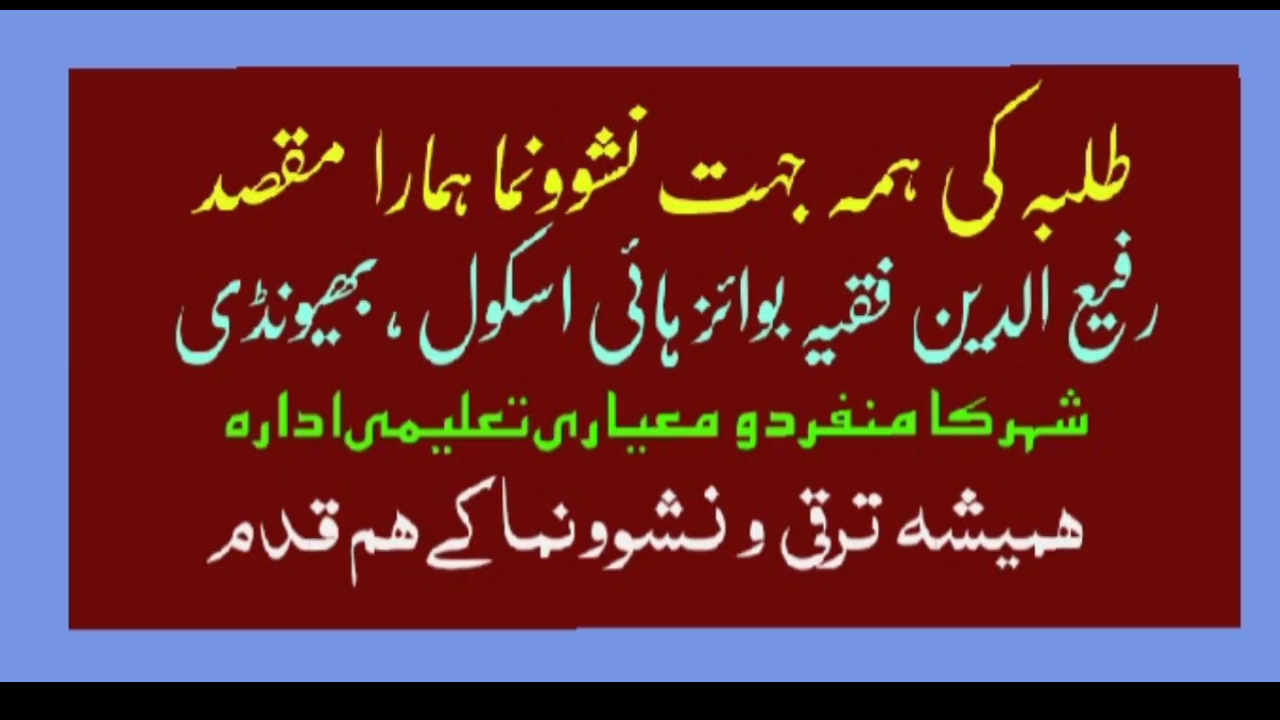 طلبہ کی ہمہ جہت نشوونما ہمارا مقصد
رفیع الدین فقیہ بوائز ہائی اسکول ، بھیونڈی
شہر کا منفرد و معیاری تعلیمی ادارہ
ہمیشہ ترقی و نشوونما کے ہم قدم